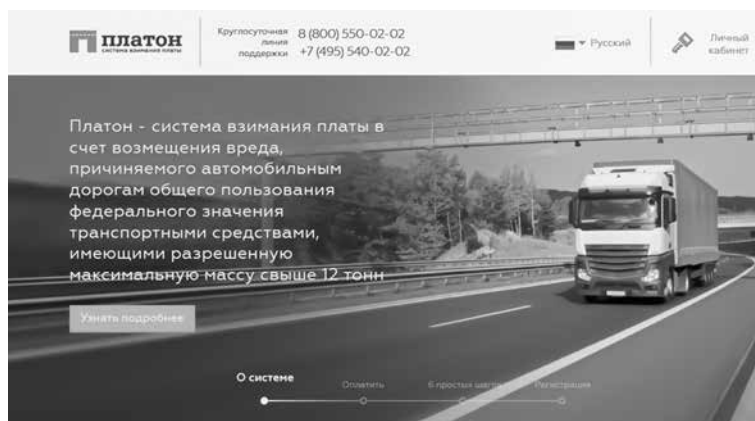 ПЛАТОН
СИСТЕМА ВЗИМАНИЯ ПЛАТЫ
Круглосуточная
линия
поддержки
8 (800) 550-02-02
+7 (495) 540-02-02
Русский
Личный
кабинет
Платон - система взимания платы в
счет возмещения вреда,
причиняемого автомобильным
дорогам общего пользования
федерального значения
транспортными средствами,
имеющими разрешенную
максимальную массу свыше 12 тонн
Узнать подробнее
О системе
Оплатить
6 простых шагов
Регистрация